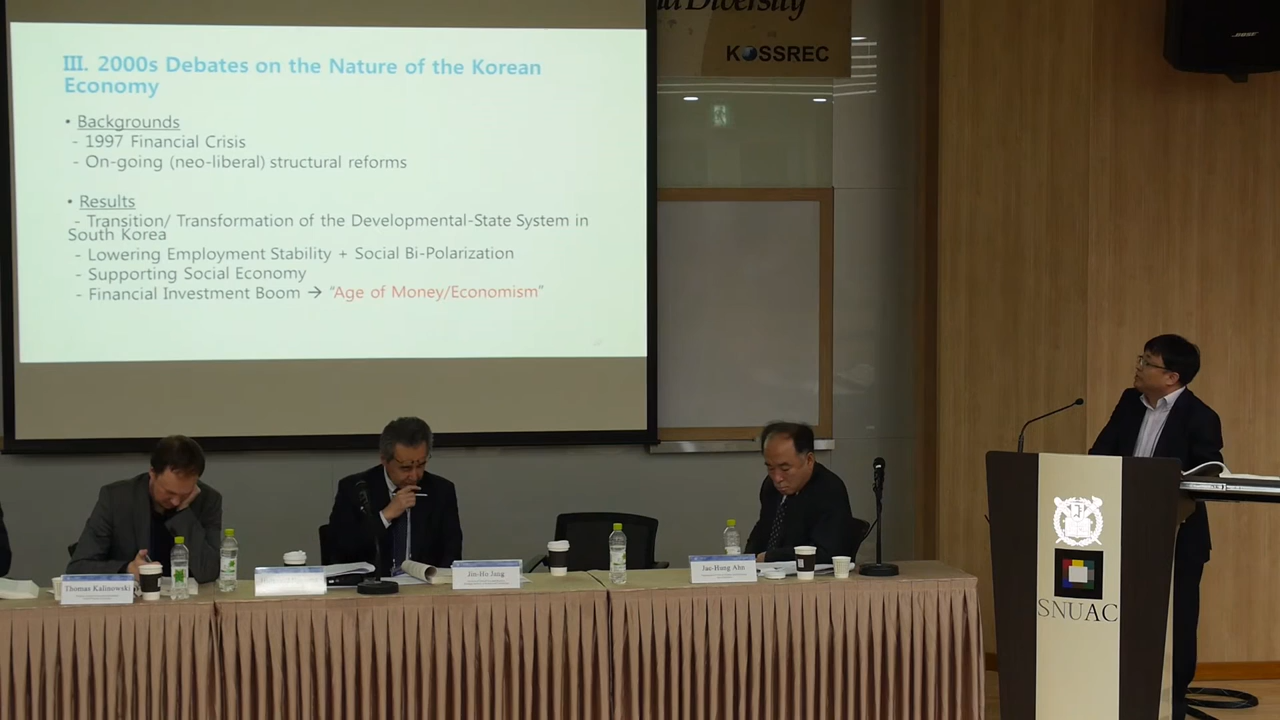 Ⅲ. 2000s Debates on the Nature of the Korean
Economy
• Backgrounds
- 1997 Financial Crisis
- On-going (neo-liberal) structural reforms
• Results
- Transition/ Transformation of the Developmental-State System in
South Korea
- Lowering Employment Stability + Social Bi-Polarization
- Supporting Social Economy
- Financial Investment Boom → “Age of Money/Economism”
Diversity
KOSSREC
BOSE
Thomas Kalinowski
Jin-Ho Jang
Jae-Hung Ahn
SNUAC